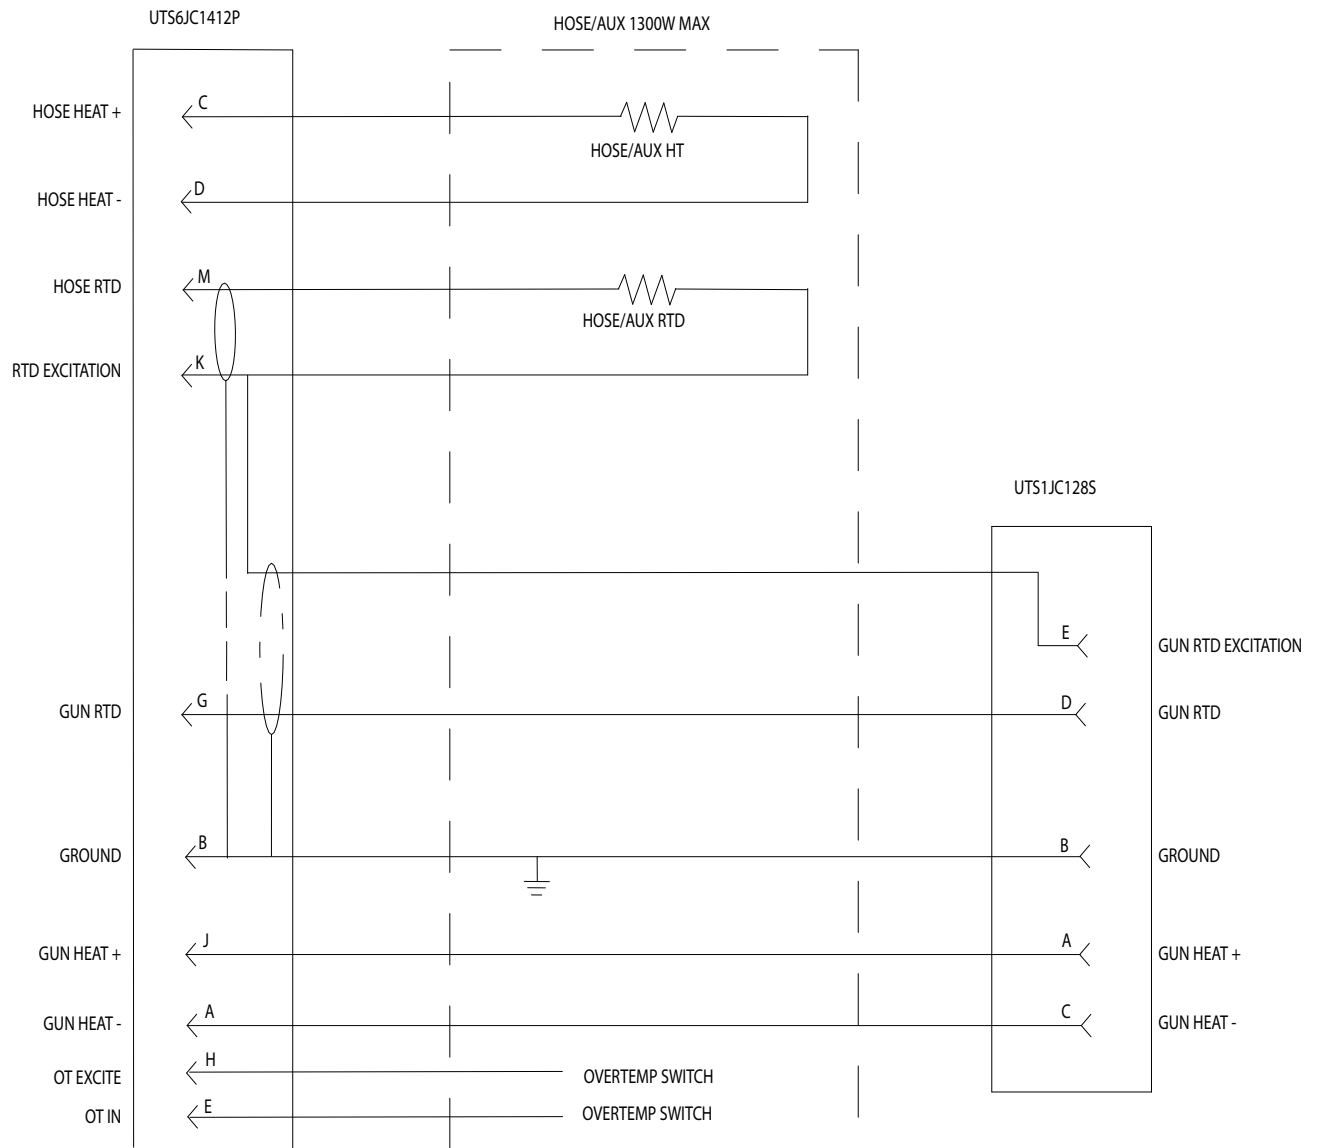 UTS6JC1412P
HOSE/AUX 1300W MAX
HOSE HEAT +
C
HOSE/AUX HT
HOSE HEAT -
D
HOSE RTD
M
HOSE/AUX RTD
RTD EXCITATION
K
UTS1JC128S
E
GUN RTD EXCITATION
GUN RTD
G
D
GUN RTD
GROUND
B
B
GROUND
GUN HEAT +
J
A
GUN HEAT +
GUN HEAT -
A
C
GUN HEAT -
OT EXCITE
H
OVERTEMP SWITCH
OT IN
E
OVERTEMP SWITCH